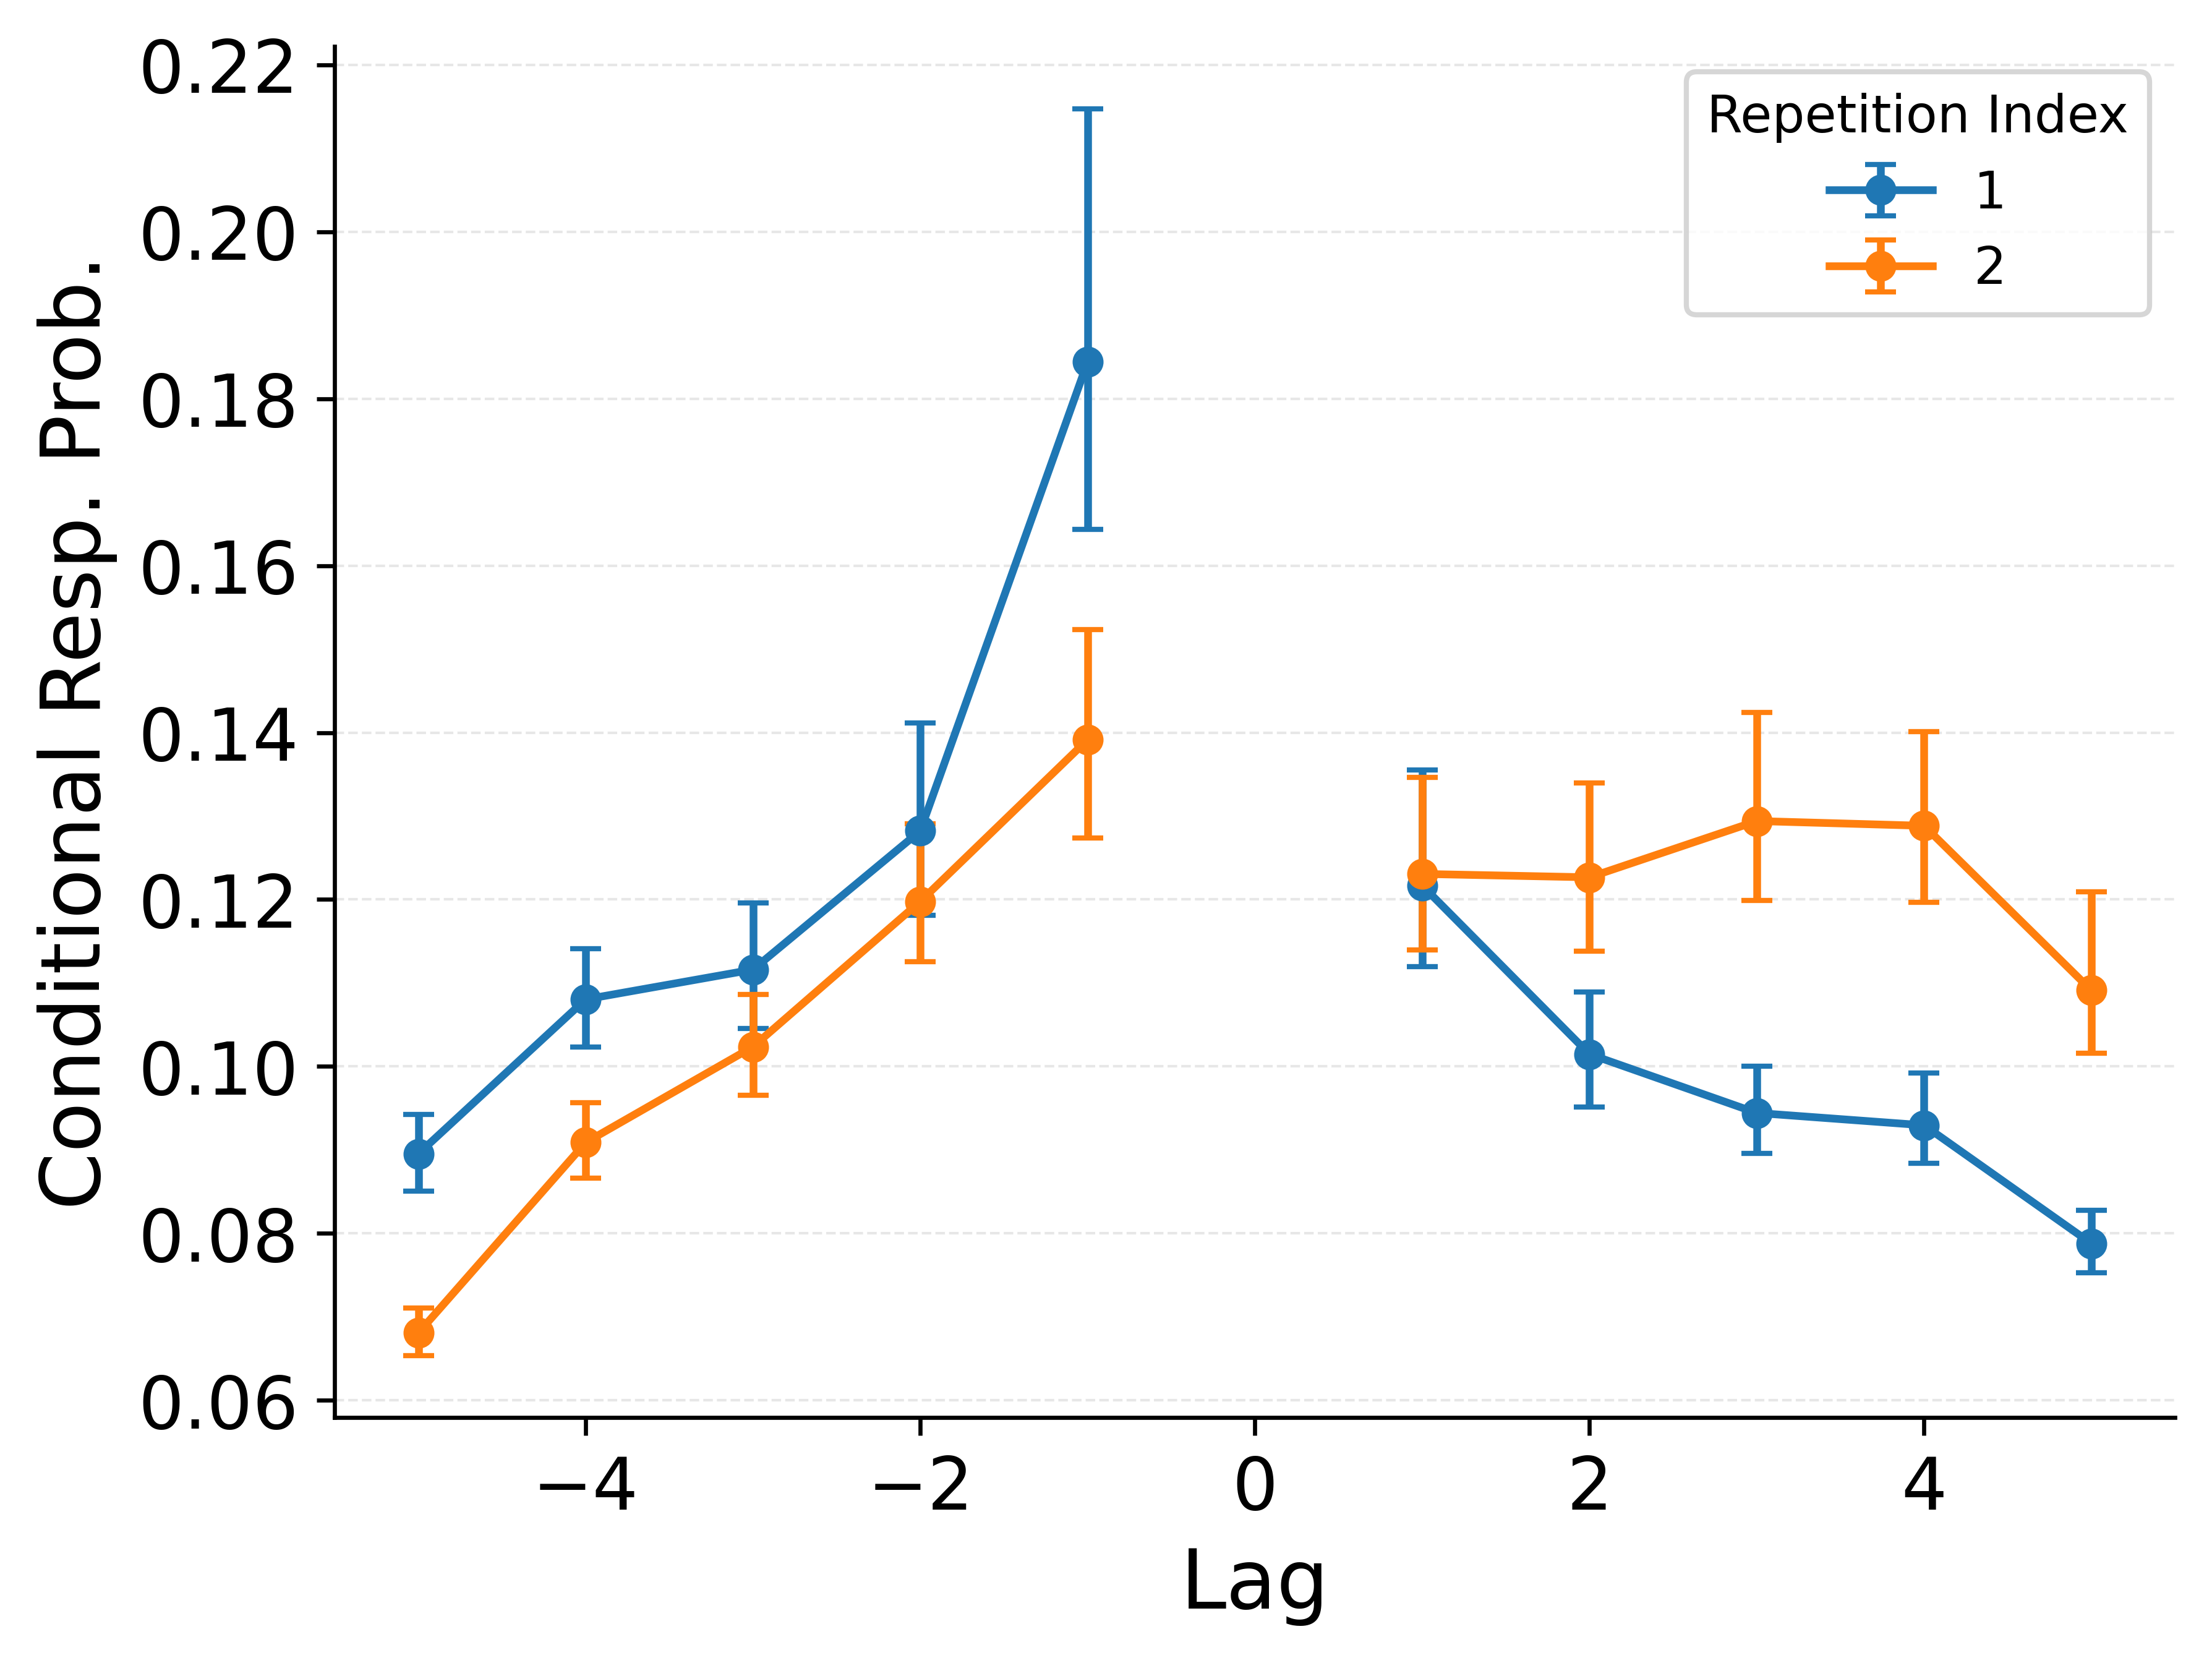 Conditional Resp. Prob.
0.22
0.20
0.18
0.16
0.14
0.12
0.10
0.08
0.06
Repetition Index
1
2
−4 −2 0 2 4
Lag